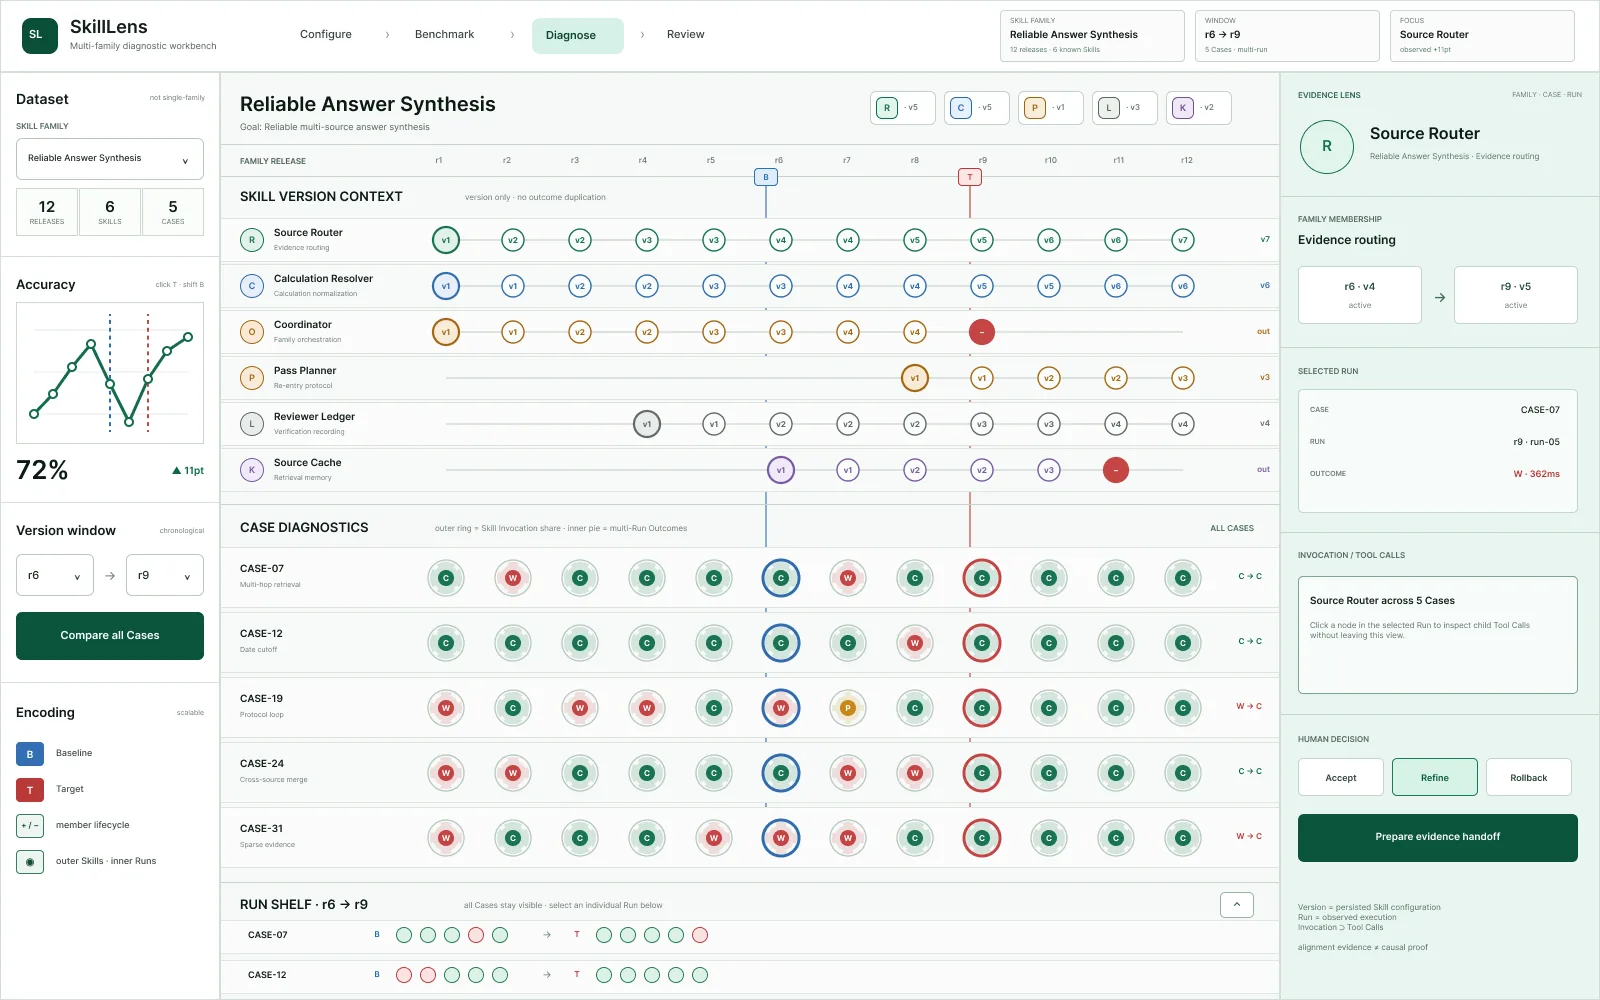 SL
SkillLens
Multi-family diagnostic workbench
Configure › Benchmark › Diagnose › Review
SKILL FAMILY
Reliable Answer Synthesis
12 releases · 6 known Skills
WINDOW
r6 → r9
5 Cases · multi-run
FOCUS
Source Router
observed +11pt
Dataset
not single-family
SKILL FAMILY
Reliable Answer Synthesis v
12 6 5
RELEASES SKILLS CASES
Accuracy
click T · shift B
72%
▲ 11pt
Version window
chronological
r6 v → r9 v
Compare all Cases
Encoding
scalable
B Baseline
T Target
+ / − member lifecycle
◉ outer Skills · inner Runs
Reliable Answer Synthesis
Goal: Reliable multi-source answer synthesis
R · v5 C · v5 P · v1 L · v3 K · v2
FAMILY RELEASE r1 r2 r3 r4 r5 r6 r7 r8 r9 r10 r11 r12
B T
SKILL VERSION CONTEXT
version only · no outcome duplication
R Source Router v1 v2 v2 v3 v3 v4 v4 v5 v5 v6 v6 v7 v7
Evidence routing
C Calculation Resolver v1 v1 v2 v2 v3 v3 v4 v5 v5 v5 v6 v6 v6
Calculation normalization
O Coordinator v1 v1 v2 v2 v3 v3 v4 v4 – out
Family orchestration
P Pass Planner v1 v1 v2 v2 v3 v3
Re-entry protocol
L Reviewer Ledger v1 v1 v2 v2 v2 v3 v3 v4 v4 v4
Verification recording
K Source Cache v1 v1 v2 v2 v3 – out
Retrieval memory
CASE DIAGNOSTICS
outer ring = Skill Invocation share · inner pie = multi-Run Outcomes
ALL CASES
CASE-07 C W C C C C W C C C C C C → C
Multi-hop retrieval
CASE-12 C C C C C C C W C C C C C → C
Date cutoff
CASE-19 W C W W C W P C C C C C W → C
Protocol loop
CASE-24 W W C C C C W W C C C C C → C
Cross-source merge
CASE-31 W C C C W W W C C C C C W → C
Sparse evidence
RUN SHELF · r6 → r9
all Cases stay visible · select an individual Run below
^
CASE-07 B → T
CASE-12 B → T
EVIDENCE LENS
FAMILY · CASE · RUN
R
Source Router
Reliable Answer Synthesis · Evidence routing
FAMILY MEMBERSHIP
Evidence routing
r6 · v4 → r9 · v5
active active
SELECTED RUN
CASE CASE-07
RUN r9 · run-05
OUTCOME W · 362ms
INVOCATION / TOOL CALLS
Source Router across 5 Cases
Click a node in the selected Run to inspect child Tool Calls
without leaving this view.
HUMAN DECISION
Accept Refine Rollback
Prepare evidence handoff
Version = persisted Skill configuration
Run = observed execution
Invocation ⊃ Tool Calls
alignment evidence ≠ causal proof